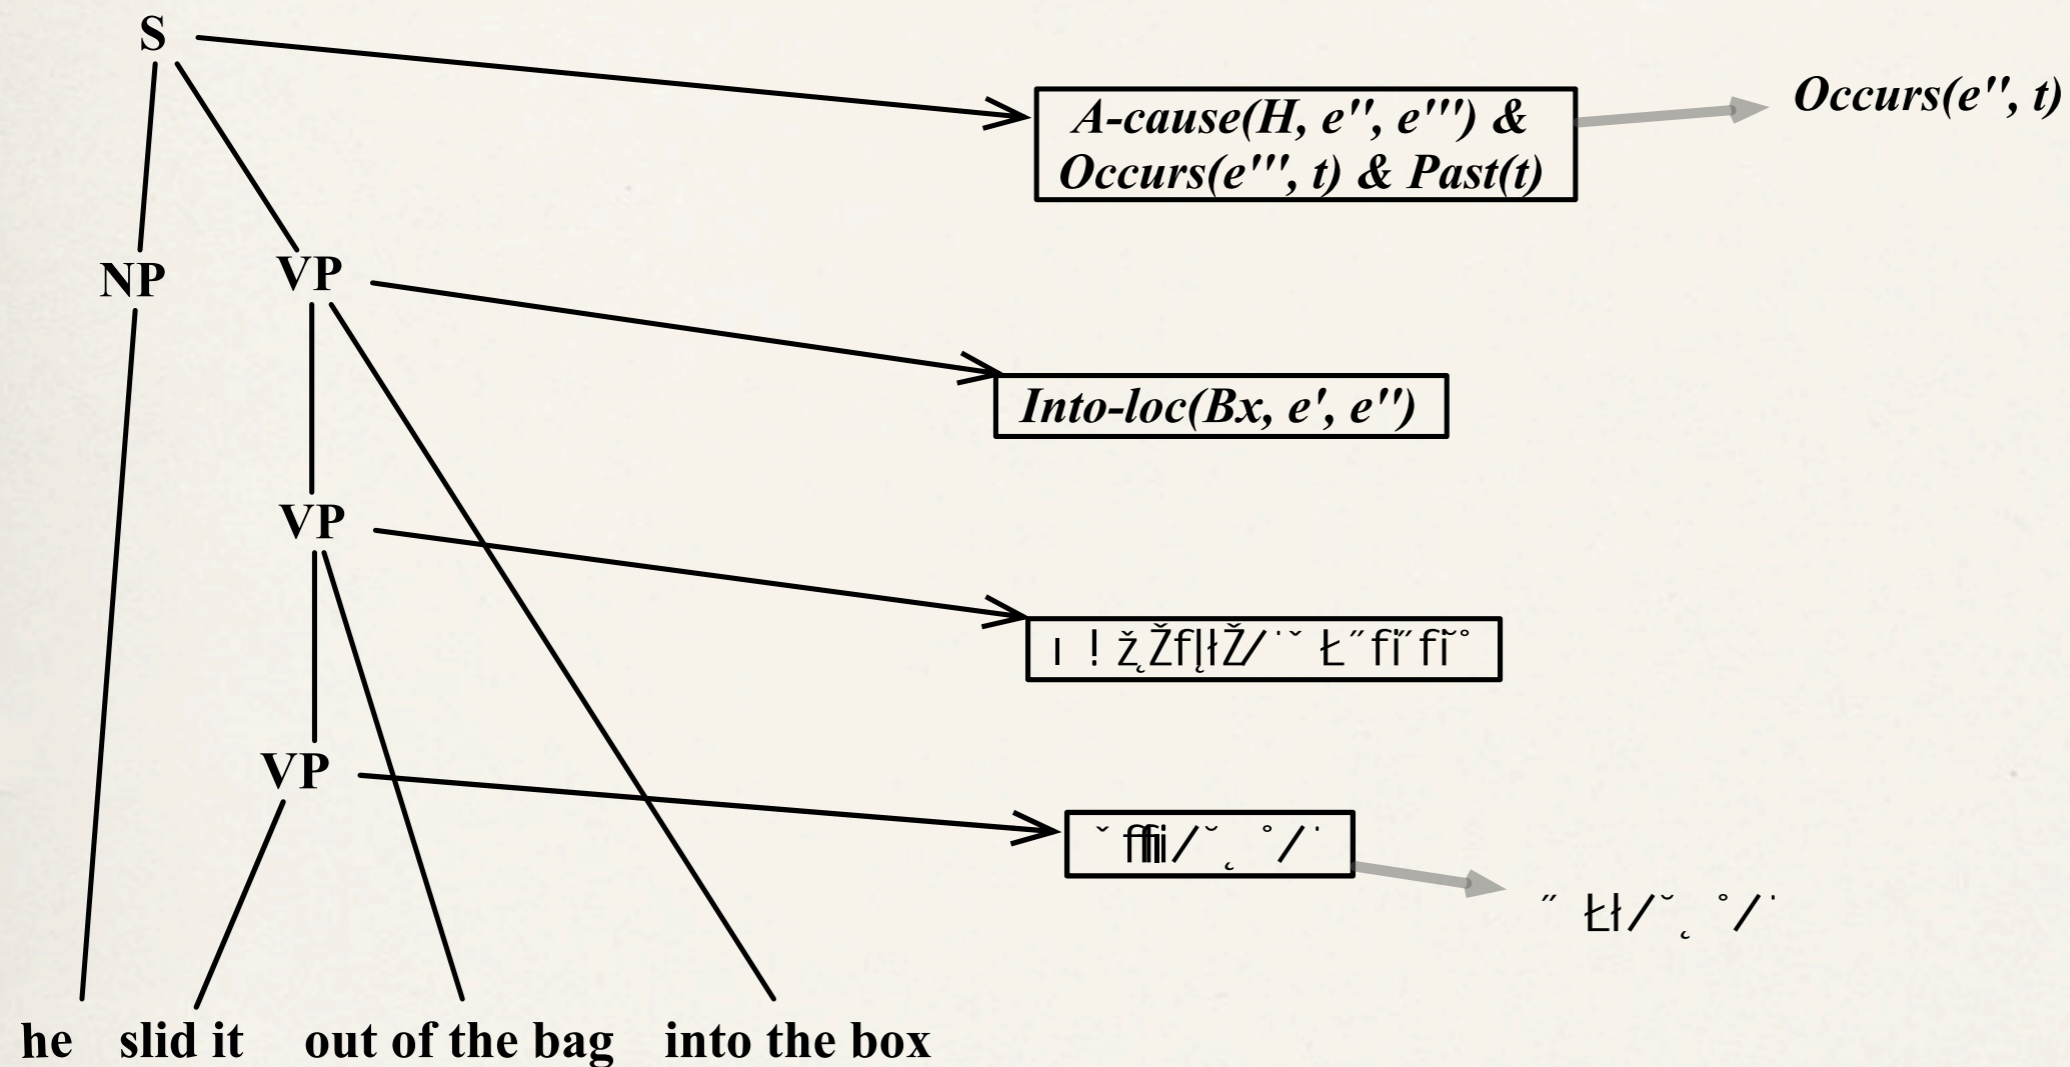 S
A-cause(H, e'', e''') &
Occurs(e''', t) & Past(t)
Occurs(e'', t)
NP
VP
Into-loc(Bx, e', e'')
VP
VP
he slid it out of the bag into the box